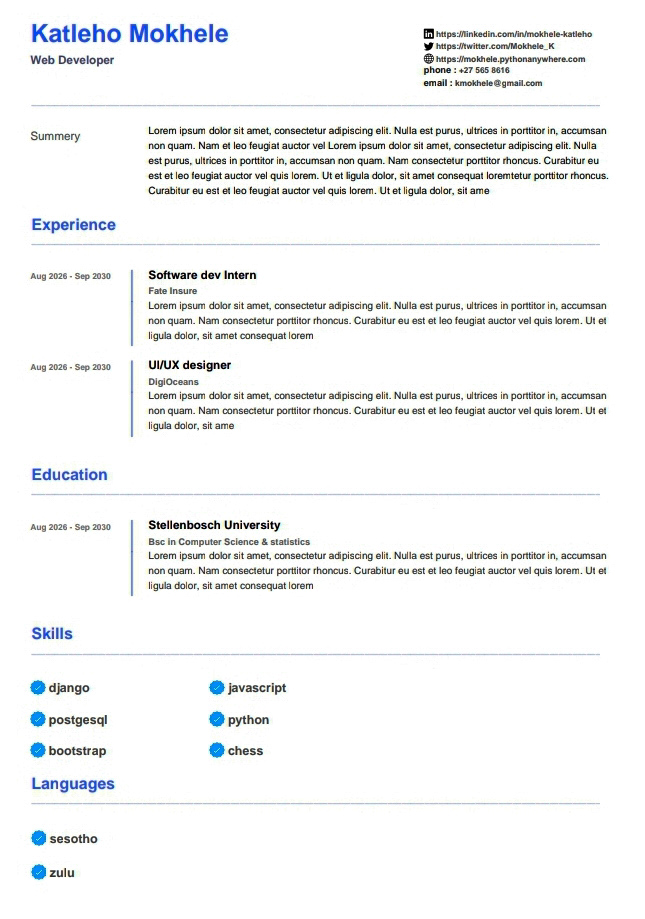 Katleho Mokhele
Web Developer
https://linkedin.com/in/mokhele-katleho
https://twitter.com/Mokhele_K
https://mokhele.pythonanywhere.com
phone : +27 565 8616
email : kmokhele@gmail.com
Summery
Lorem ipsum dolor sit amet, consectetur adipiscing elit. Nulla est purus, ultrices in porttitor in, accumsan
non quam. Nam et leo feugiat auctor vel Lorem ipsum dolor sit amet, consectetur adipiscing elit. Nulla
est purus, ultrices in porttitor in, accumsan non quam. Nam consectetur porttitor rhoncus. Curabitur eu
est et leo feugiat auctor vel quis lorem. Ut et ligula dolor, sit amet consequat loremtetur porttitor rhoncus.
Curabitur eu est et leo feugiat auctor vel quis lorem. Ut et ligula dolor, sit ame
Experience
Aug 2026 - Sep 2030
Software dev Intern
Fate Insure
Lorem ipsum dolor sit amet, consectetur adipiscing elit. Nulla est purus, ultrices in porttitor in, accumsan
non quam. Nam consectetur porttitor rhoncus. Curabitur eu est et leo feugiat auctor vel quis lorem. Ut et
ligula dolor, sit amet consequat lorem
Aug 2026 - Sep 2030
UI/UX designer
DigiOceans
Lorem ipsum dolor sit amet, consectetur adipiscing elit. Nulla est purus, ultrices in porttitor in, accumsan
non quam. Nam consectetur porttitor rhoncus. Curabitur eu est et leo feugiat auctor vel quis lorem. Ut et
ligula dolor, sit ame
Education
Aug 2026 - Sep 2030
Stellenbosch University
Bsc in Computer Science & statistics
Lorem ipsum dolor sit amet, consectetur adipiscing elit. Nulla est purus, ultrices in porttitor in, accumsan
non quam. Nam consectetur porttitor rhoncus. Curabitur eu est et leo feugiat auctor vel quis lorem. Ut et
ligula dolor, sit amet consequat lorem
Skills
django
javascript
postgesql
python
bootstrap
chess
Languages
sesotho
zulu